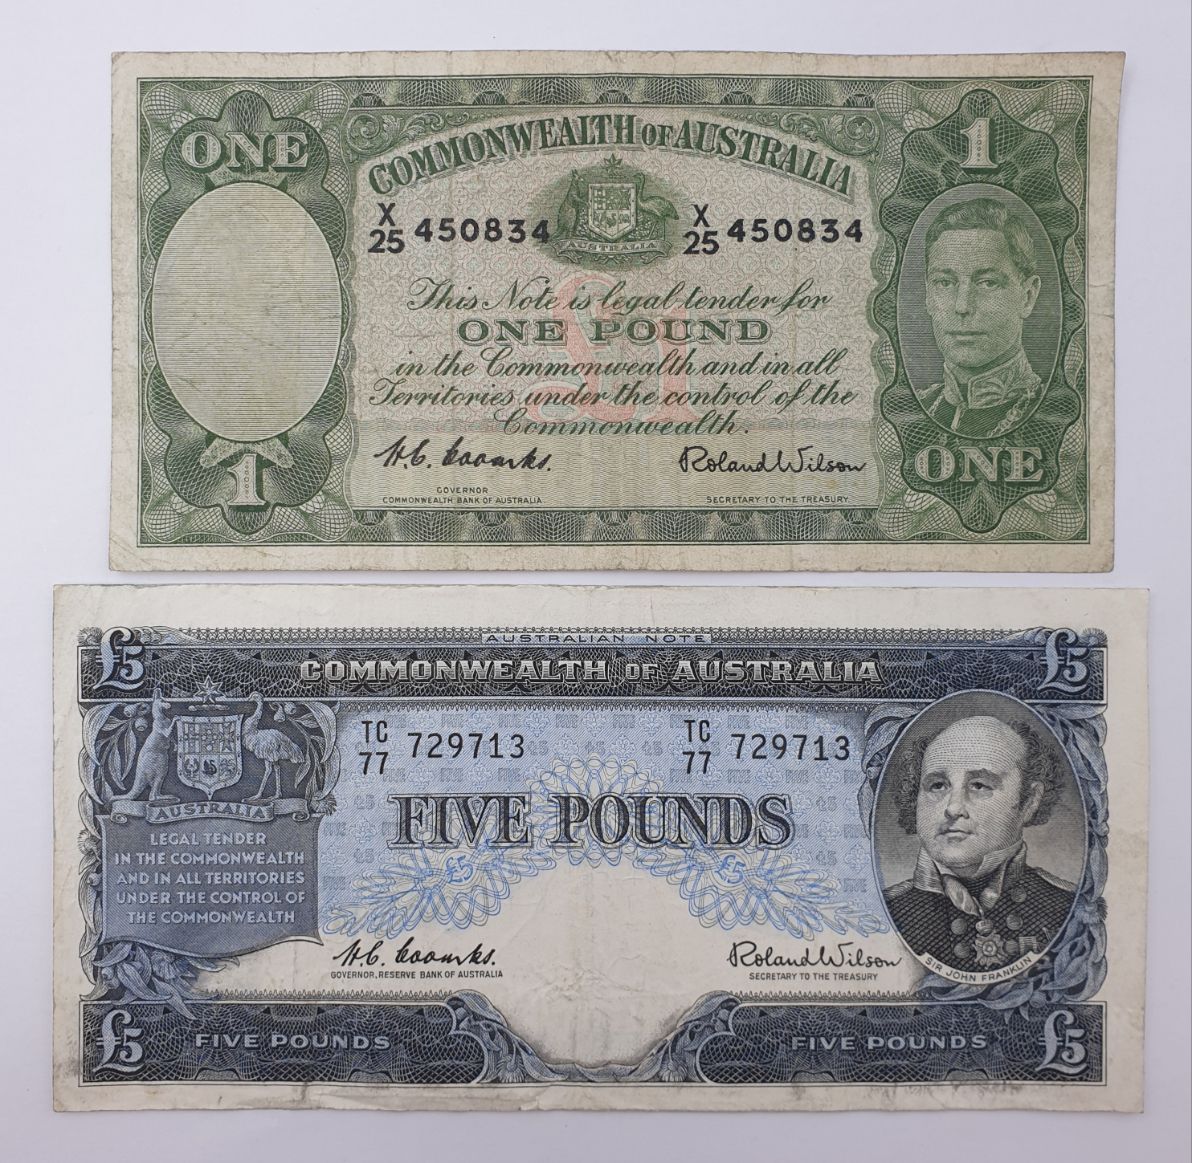 ONE
1
COMMONWEALTH OF AUSTRALIA
X
25 450834
X
25 450834
AUSTRALIA
This Note is legal tender for
ONE POUND
in the Commonwealth and in all
Territories under the control of the
Commonwealth.
£1
H.C. Coombs.
Roland Wilson
GOVERNOR
COMMONWEALTH BANK OF AUSTRALIA
SECRETARY TO THE TREASURY
1
ONE
AUSTRALIAN NOTE
£5
COMMONWEALTH OF AUSTRALIA
£5
TC
77 729713
TC
77 729713
AUSTRALIA
FIVE POUNDS
LEGAL TENDER
IN THE COMMONWEALTH
AND IN ALL TERRITORIES
UNDER THE CONTROL OF
THE COMMONWEALTH
£5
£5
H.C. Coombs.
Roland Wilson
GOVERNOR, RESERVE BANK OF AUSTRALIA
SECRETARY TO THE TREASURY
SIR JOHN FRANKLIN
£5
FIVE POUNDS
FIVE POUNDS
£5